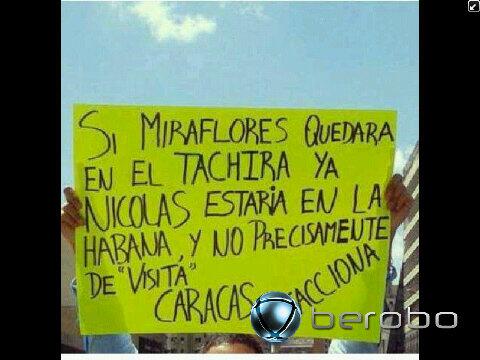 SI MIRAFLORES QUEDARA
EN EL TACHIRA YA
NICOLAS ESTARIA EN LA
HABANA, Y NO PRECISAMENTE
DE "VISITA"
CARACAS
berobo